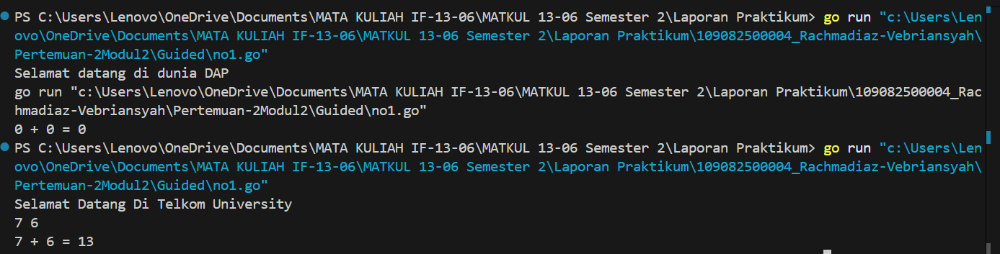 PS C:\Users\Lenovo\OneDrive\Documents\MATA KULIAH IF-13-06\MATKUL 13-06 Semester 2\Laporan Praktikum> go run "c:\Users\Len
ovo\OneDrive\Documents\MATA KULIAH IF-13-06\MATKUL 13-06 Semester 2\Laporan Praktikum\109082500004_Rachmadiaz-Vebriansyah\
Pertemuan-2Modul2\Guided\no1.go"
Selamat datang di dunia DAP
go run "c:\Users\Lenovo\OneDrive\Documents\MATA KULIAH IF-13-06\MATKUL 13-06 Semester 2\Laporan Praktikum\109082500004_Rac
hmadiaz-Vebriansyah\Pertemuan-2Modul2\Guided\no1.go"
0 + 0 = 0
PS C:\Users\Lenovo\OneDrive\Documents\MATA KULIAH IF-13-06\MATKUL 13-06 Semester 2\Laporan Praktikum> go run "c:\Users\Len
ovo\OneDrive\Documents\MATA KULIAH IF-13-06\MATKUL 13-06 Semester 2\Laporan Praktikum\109082500004_Rachmadiaz-Vebriansyah\
Pertemuan-2Modul2\Guided\no1.go"
Selamat Datang Di Telkom University
7 6
7 + 6 = 13